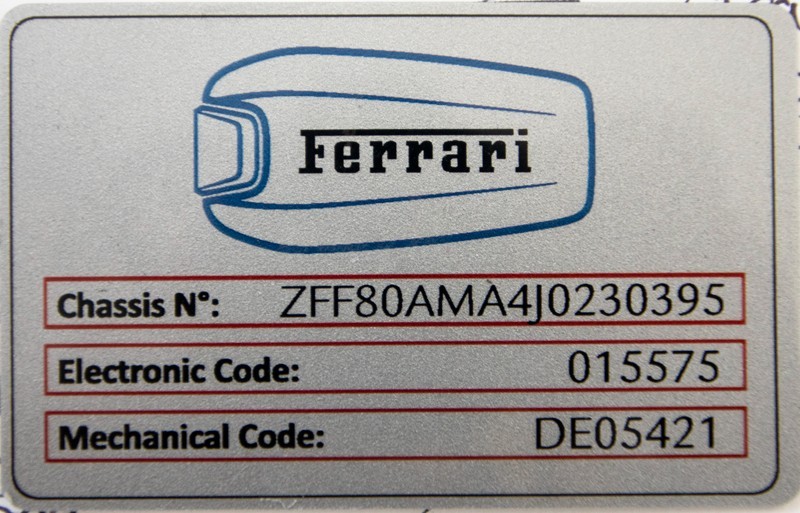 Ferrari
Chassis N°: ZFF80AMA4J0230395
Electronic Code: 015575
Mechanical Code: DE05421